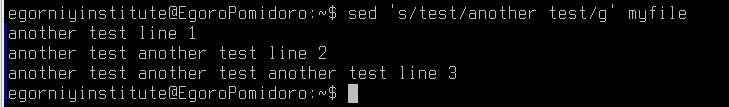 egorniyinstitute@EgoroPomidoro:~$ sed 's/test/another test/g' myfile
another test line 1
another test another test line 2
another test another test another test line 3
egorniyinstitute@EgoroPomidoro:~$